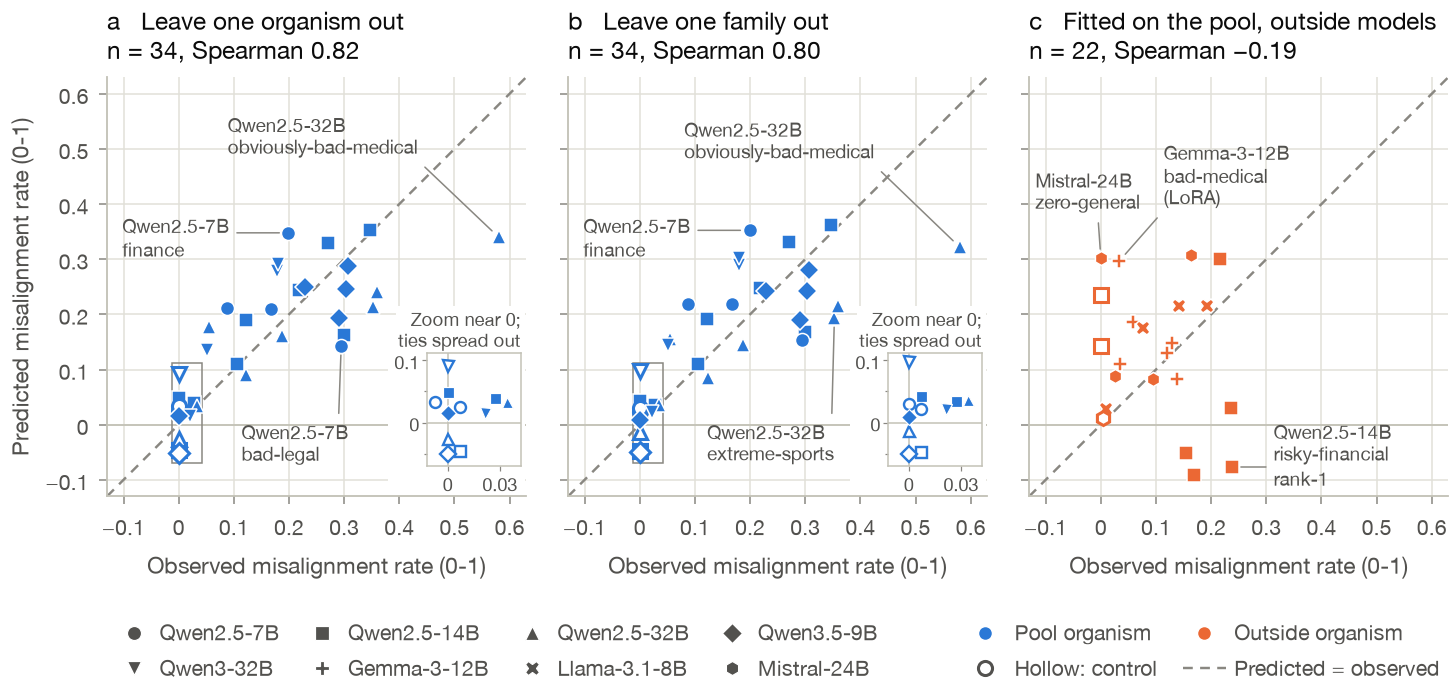 a Leave one organism out
n = 34, Spearman 0.82
b Leave one family out
n = 34, Spearman 0.80
c Fitted on the pool, outside models
n = 22, Spearman −0.19
Predicted misalignment rate (0-1)
0.6
0.5
0.4
0.3
0.2
0.1
0
−0.1
Qwen2.5-32B
obviously-bad-medical
Qwen2.5-7B
finance
Zoom near 0;
ties spread out
0.1
0
0
0.03
Qwen2.5-7B
bad-legal
−0.1
0
0.1
0.2
0.3
0.4
0.5
0.6
Observed misalignment rate (0-1)
Qwen2.5-32B
obviously-bad-medical
Qwen2.5-7B
finance
Zoom near 0;
ties spread out
0.1
0
0
0.03
Qwen2.5-32B
extreme-sports
−0.1
0
0.1
0.2
0.3
0.4
0.5
0.6
Observed misalignment rate (0-1)
Mistral-24B
zero-general
Gemma-3-12B
bad-medical
(LoRA)
Qwen2.5-14B
risky-financial
rank-1
−0.1
0
0.1
0.2
0.3
0.4
0.5
0.6
Observed misalignment rate (0-1)
Qwen2.5-7B
Qwen2.5-14B
Qwen2.5-32B
Qwen3.5-9B
Pool organism
Outside organism
Qwen3-32B
Gemma-3-12B
Llama-3.1-8B
Mistral-24B
Hollow: control
Predicted = observed